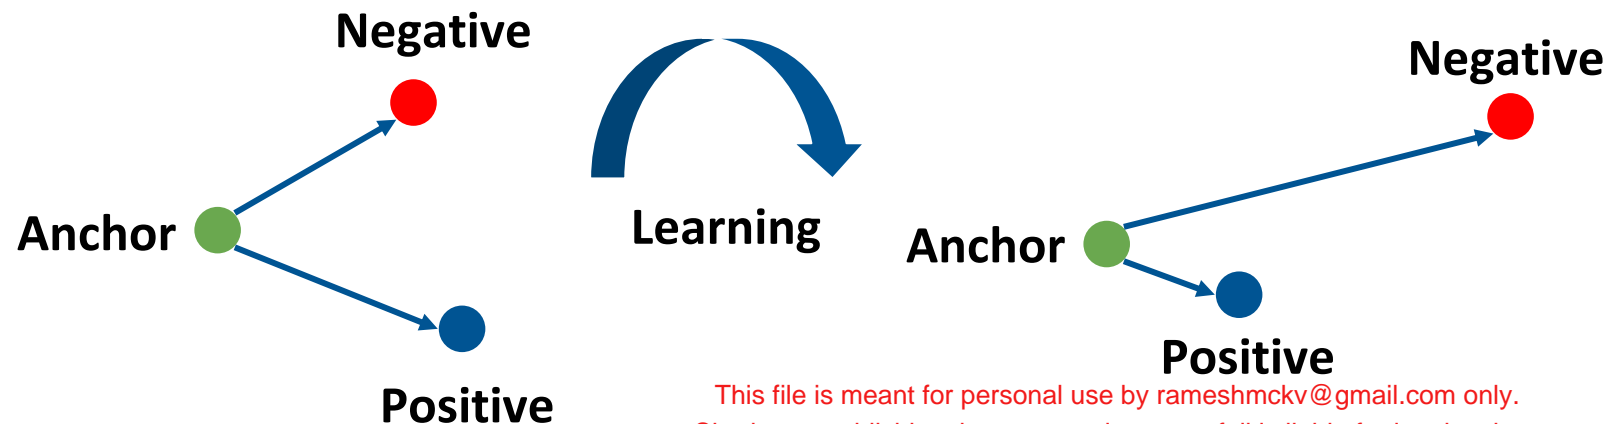 Negative
Anchor
Positive
Learning
Negative
Anchor
Positive
This file is meant for personal use by rameshmckv@gmail.com only.